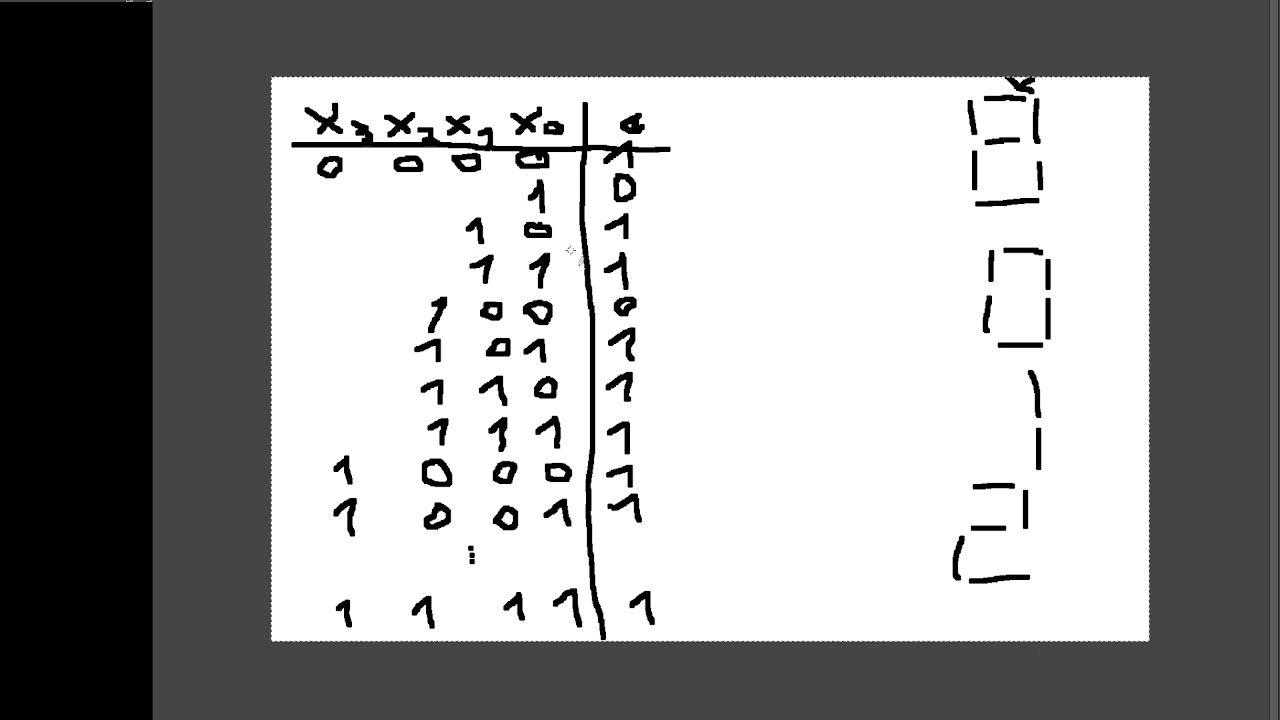 X3 X2 X1 X0 a
0 0 0 0 1
1 0
1 0 1
1 1 1
1 0 0 0
1 0 1 1
1 1 0 1
1 1 1 1
1 0 0 0 1
1 0 0 1 1
⋮
1 1 1 1 1